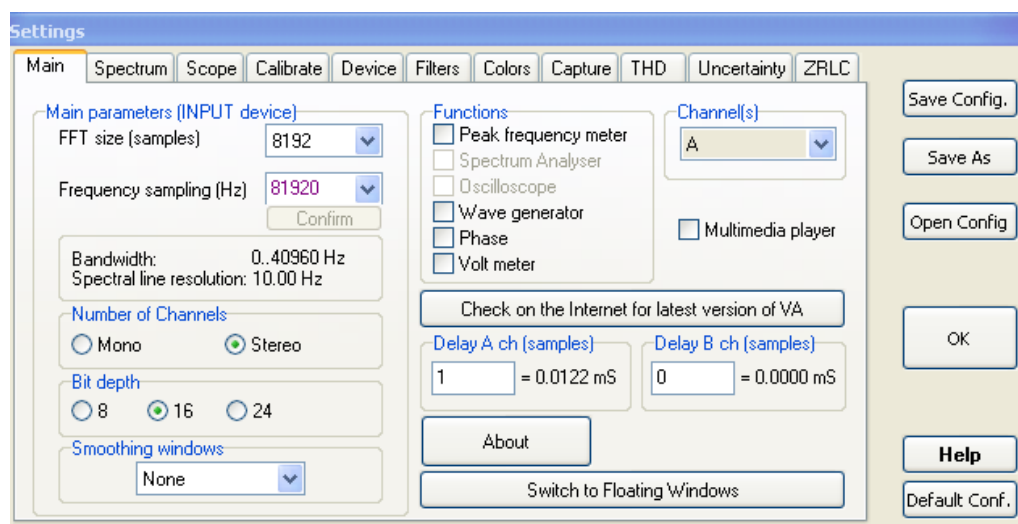 Settings
Main Spectrum Scope Calibrate Device Filters Colors Capture THD Uncertainty ZRLC
Main parameters (INPUT device)
FFT size (samples) 8192
Frequency sampling (Hz) 81920
Confirm
Bandwidth: 0..40960 Hz
Spectral line resolution: 10.00 Hz
Number of Channels
Mono Stereo
Bit depth
8 16 24
Smoothing windows
None
Functions
Peak frequency meter
Spectrum Analyser
Oscilloscope
Wave generator
Phase
Volt meter
Channel(s)
A
Multimedia player
Check on the Internet for latest version of VA
Delay A ch (samples)
1 = 0.0122 mS
Delay B ch (samples)
0 = 0.0000 mS
About
Switch to Floating Windows
Save Config.
Save As
Open Config
OK
Help
Default Conf.